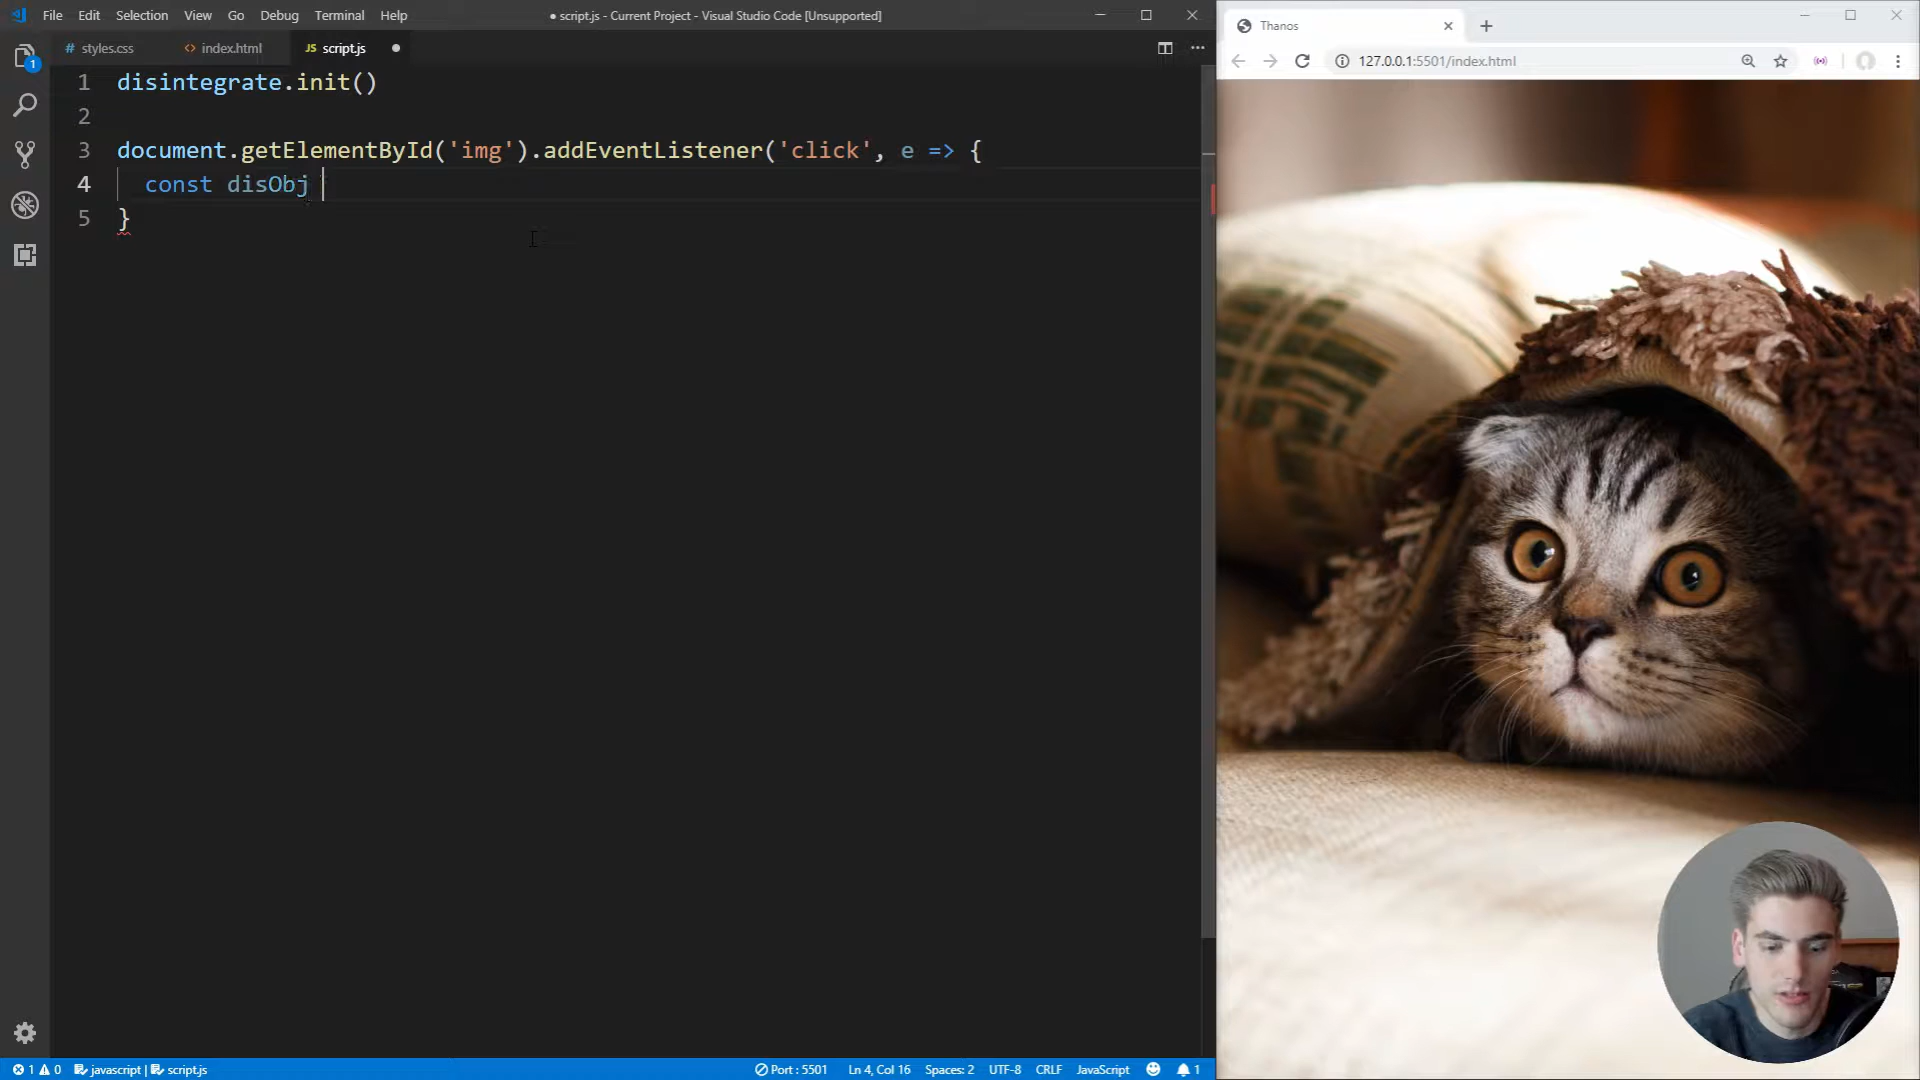 File Edit Selection View Go Debug Terminal Help
● script.js - Current Project - Visual Studio Code [Unsupported]
Thanos
# styles.css
<> index.html
JS script.js ●
127.0.0.1:5501/index.html
1
1 disintegrate.init()
2
3 document.getElementById('img').addEventListener('click', e => {
4 const disObj
5 }
1 0 javascript | script.js
Port : 5501 Ln 4, Col 16 Spaces: 2 UTF-8 CRLF JavaScript 1